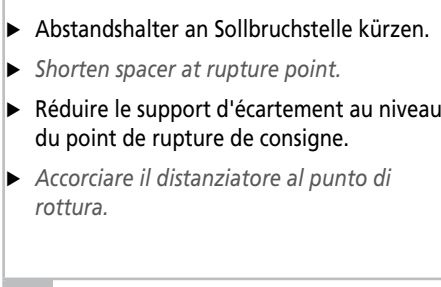 ▶ Abstandshalter an Sollbruchstelle kürzen.
▶ Shorten spacer at rupture point.
▶ Réduire le support d'écartement au niveau
du point de rupture de consigne.
▶ Accorciare il distanziatore al punto di
rottura.